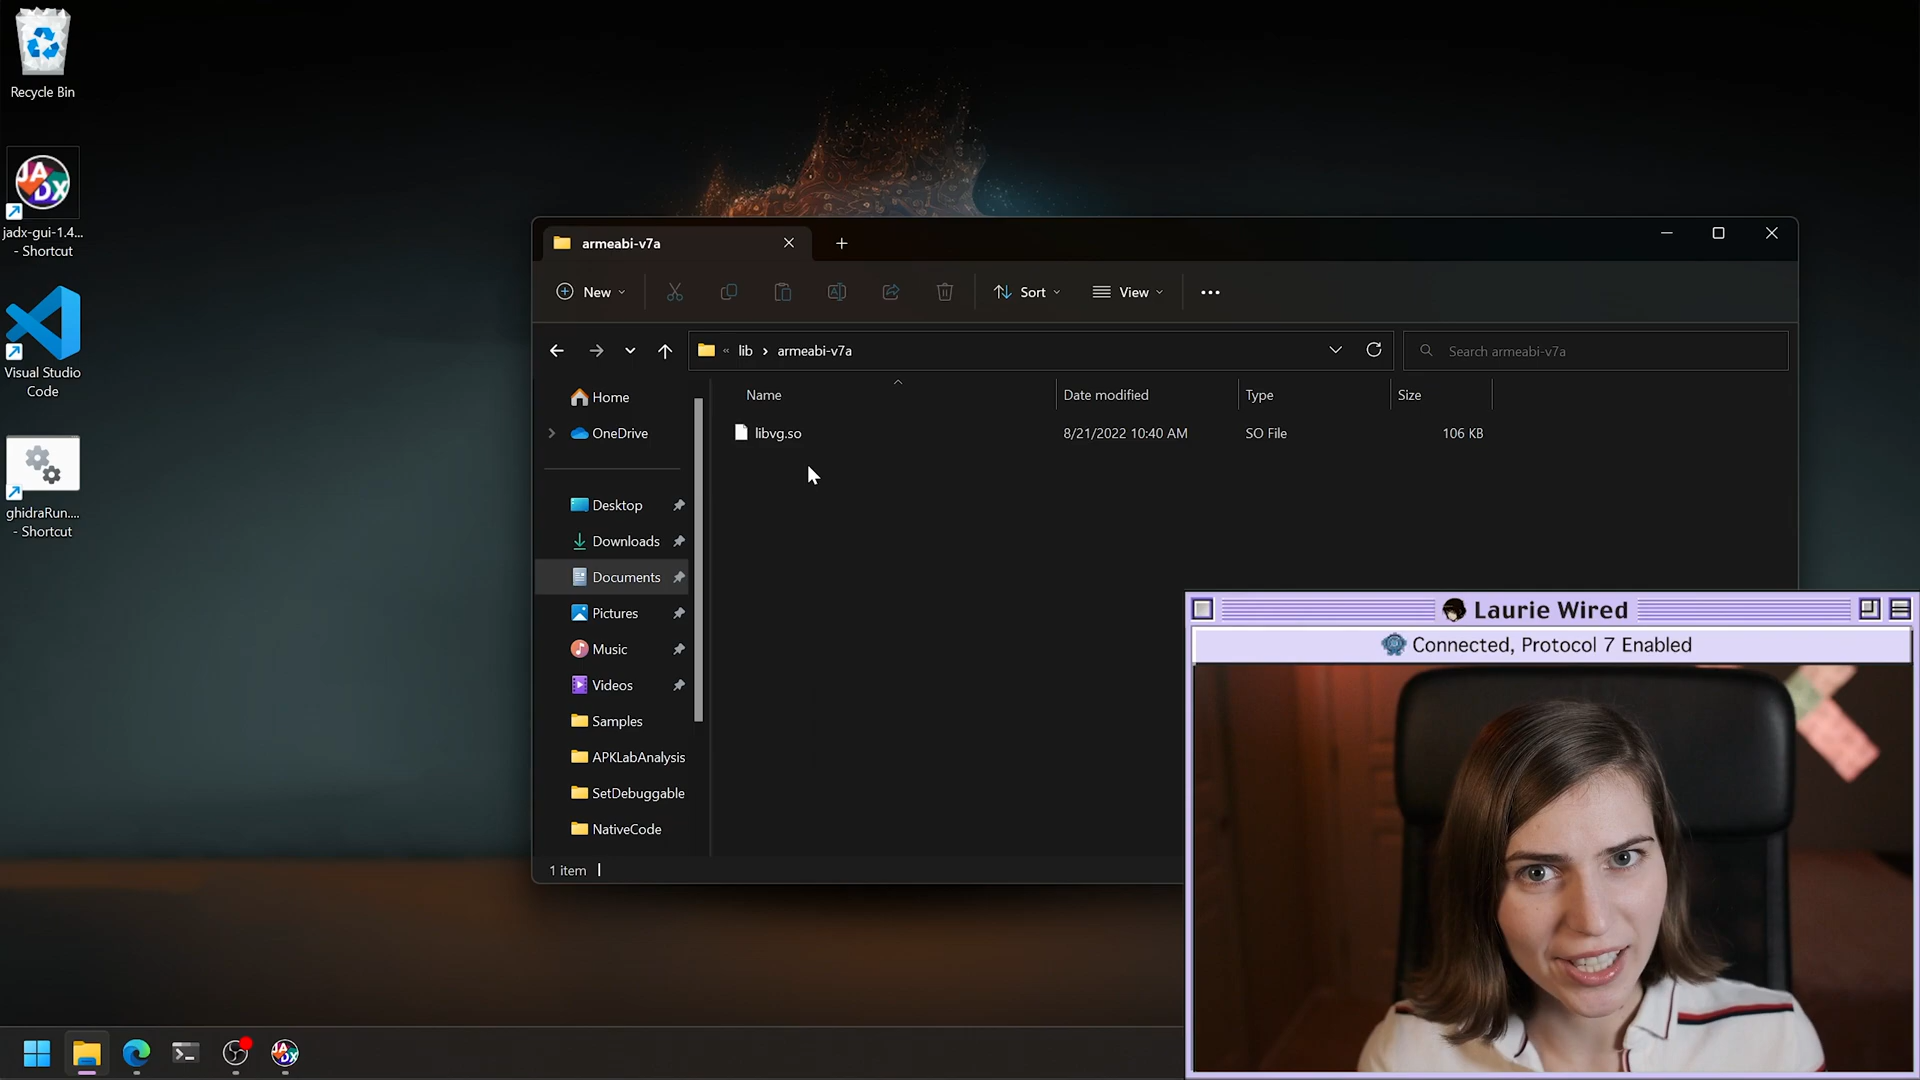 Recycle Bin
JADX
jadx-gui-1.4...
- Shortcut
Visual Studio
Code
ghidraRun....
- Shortcut
armeabi-v7a
New
Sort
View
« lib › armeabi-v7a
Search armeabi-v7a
Name
Date modified
Type
Size
libvg.so
8/21/2022 10:40 AM
SO File
106 KB
Home
OneDrive
Desktop
Downloads
Documents
Pictures
Music
Videos
Samples
APKLabAnalysis
SetDebuggable
NativeCode
1 item
Laurie Wired
Connected, Protocol 7 Enabled
JADX